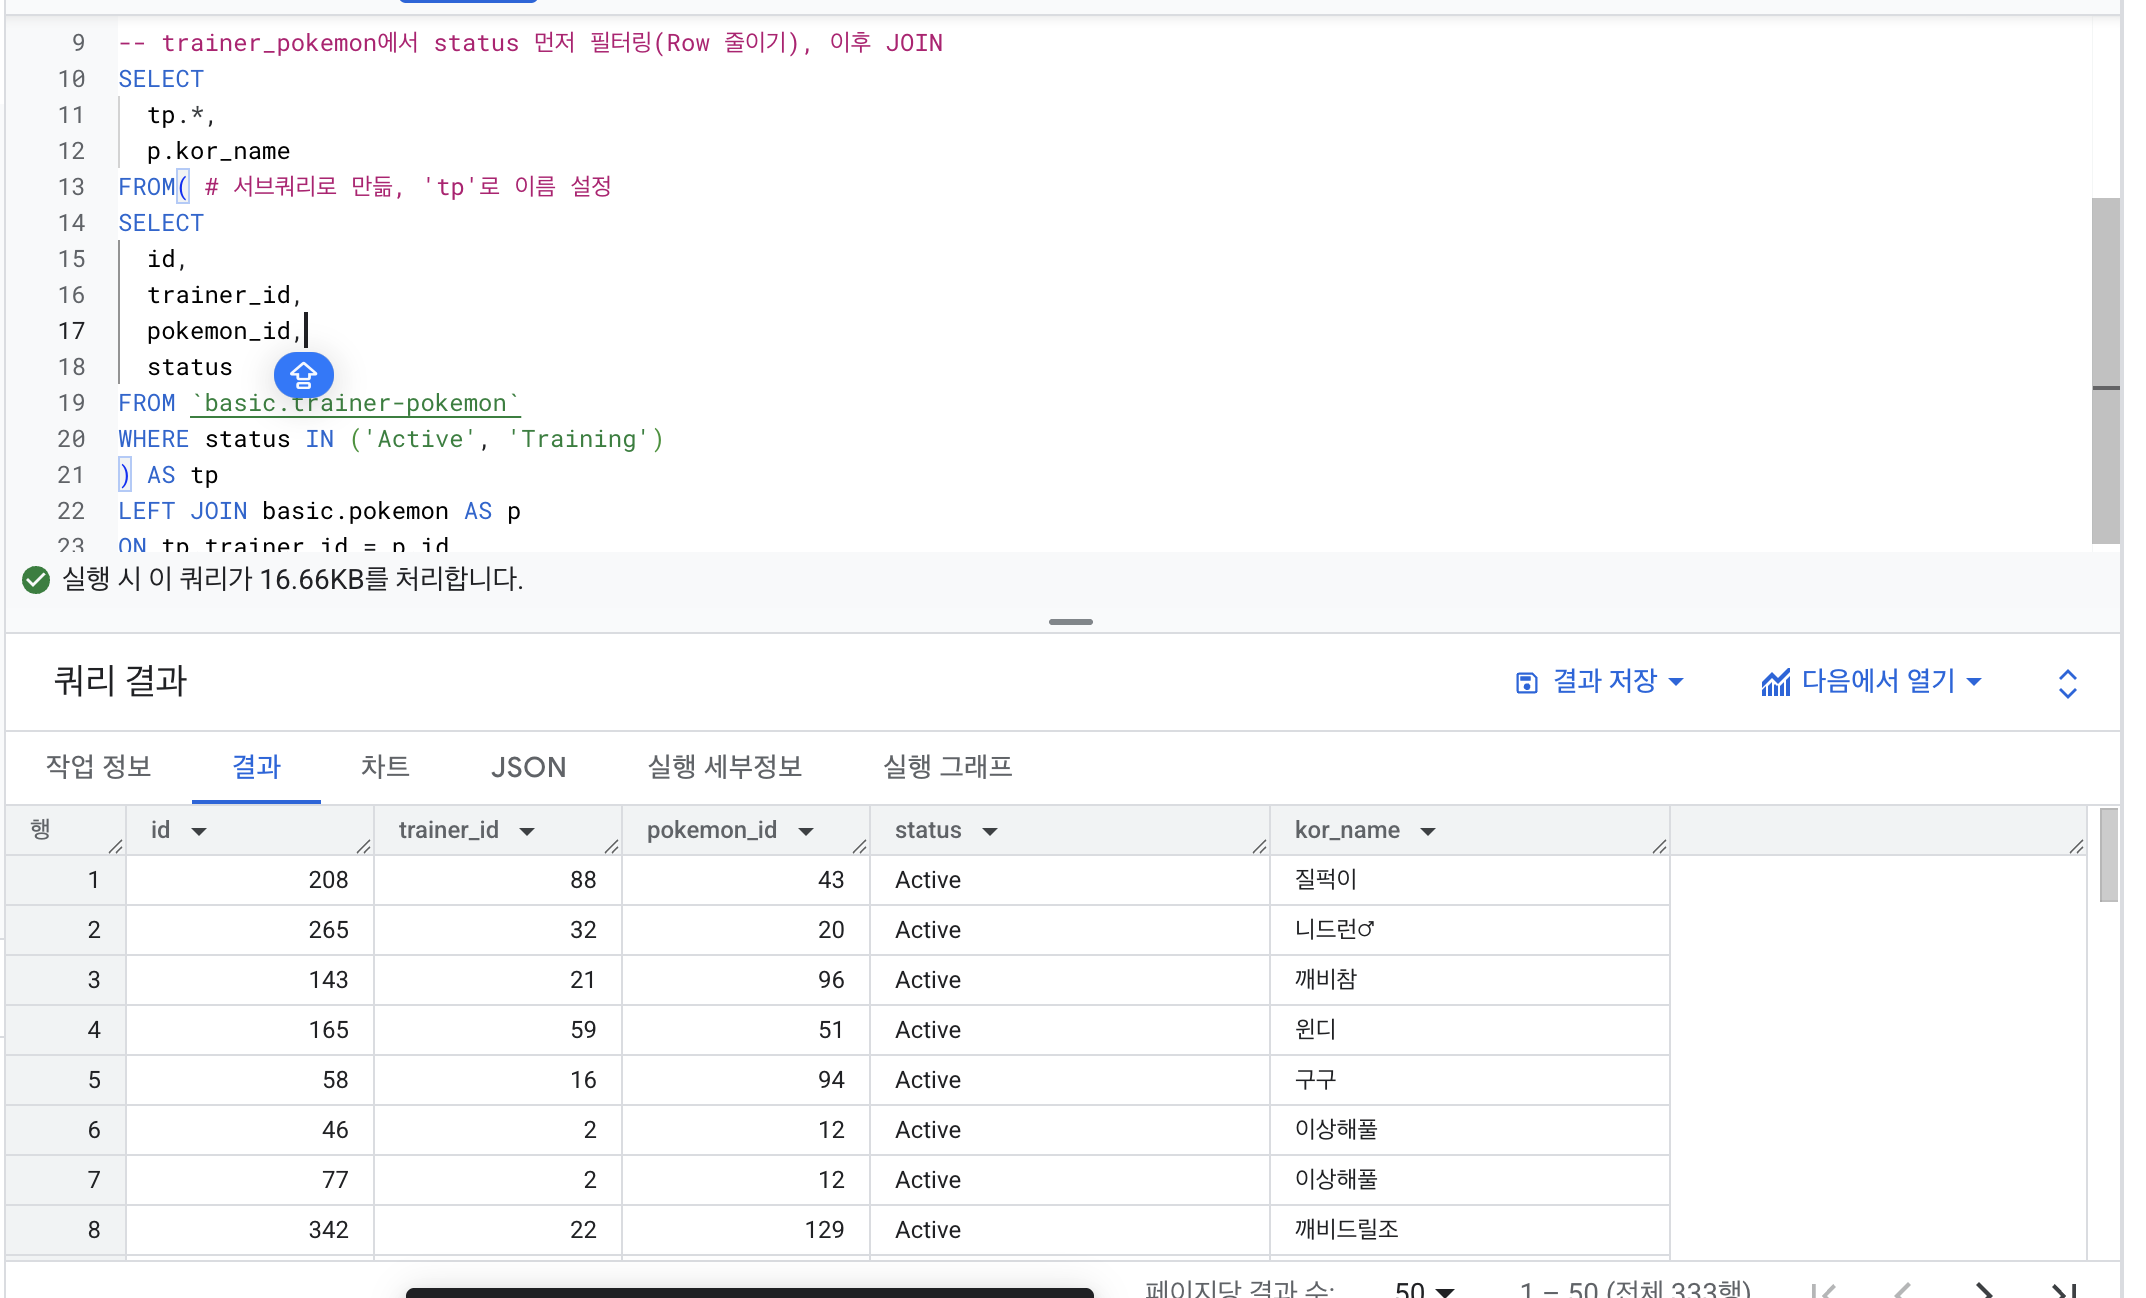 9 -- trainer_pokemon에서 status 먼저 필터링(Row 줄이기), 이후 JOIN
10 SELECT
11 tp.*,
12 p.kor_name
13 FROM( # 서브쿼리로 만듦, 'tp'로 이름 설정
14 SELECT
15 id,
16 trainer_id,
17 pokemon_id,
18 status
19 FROM `basic.trainer-pokemon`
20 WHERE status IN ('Active', 'Training')
21 ) AS tp
22 LEFT JOIN basic.pokemon AS p
23 ON tp.trainer_id = p.id
실행 시 이 쿼리가 16.66KB를 처리합니다.
쿼리 결과 결과 저장 다음에서 열기
작업 정보 결과 차트 JSON 실행 세부정보 실행 그래프
행 id trainer_id pokemon_id status kor_name
1 208 88 43 Active 질퍽이
2 265 32 20 Active 니드런♂
3 143 21 96 Active 깨비참
4 165 59 51 Active 윈디
5 58 16 94 Active 구구
6 46 2 12 Active 이상해풀
7 77 2 12 Active 이상해풀
8 342 22 129 Active 깨비드릴조
페이지당 결과 수: 50 1 – 50 (전체 333행)